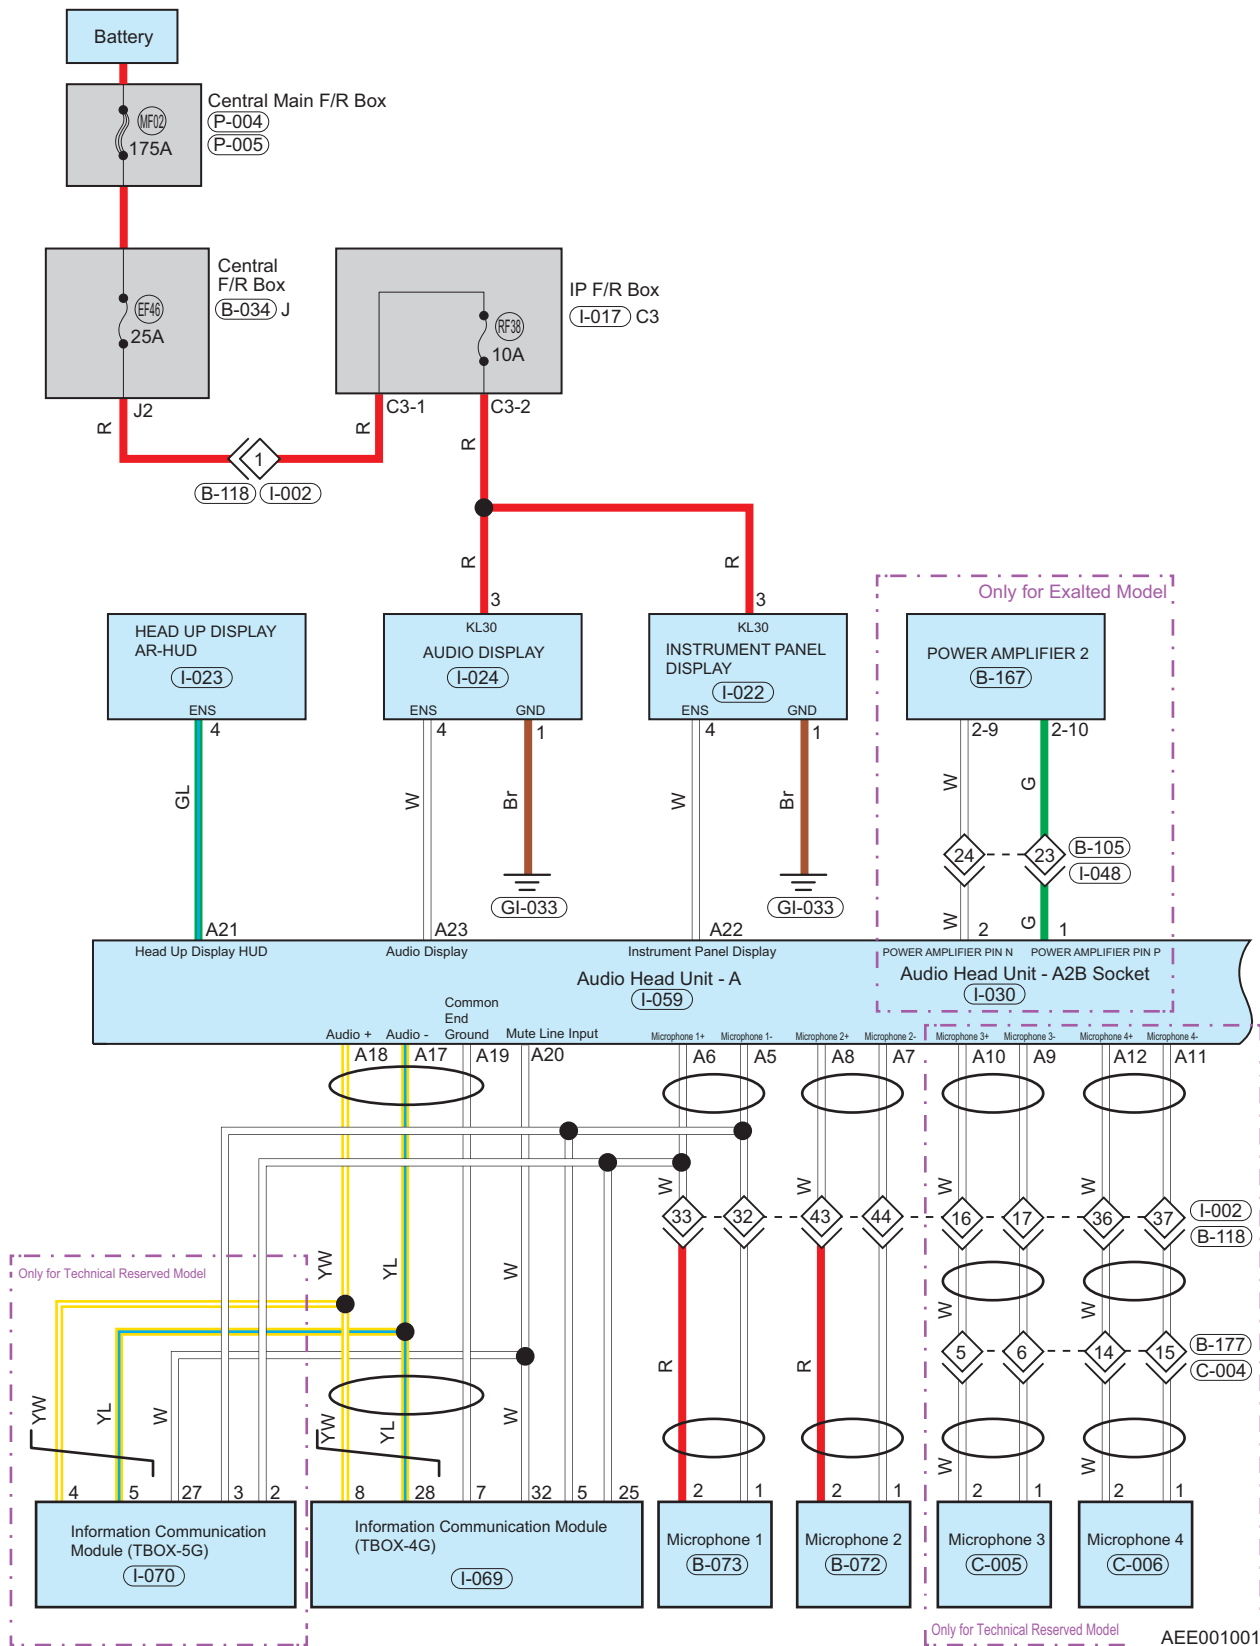 Battery
Central Main F/R Box
MF02
P-004
175A
P-005
Central
F/R Box
EF46
B-034 J
25A
IP F/R Box
I-017 C3
RF38
10A
J2
C3-1
C3-2
R
R
R
1
B-118 I-002
R
R
Only for Exalted Model
3
3
HEAD UP DISPLAY
AR-HUD
I-023
ENS
4
KL30
AUDIO DISPLAY
I-024
ENS
GND
4
1
KL30
INSTRUMENT PANEL
DISPLAY
I-022
ENS
GND
4
1
POWER AMPLIFIER 2
B-167
2-9
2-10
GL
W
Br
W
Br
W
G
24
23
B-105
I-048
GI-033
GI-033
W
G
A21
A23
A22
2
1
Head Up Display HUD
Audio Display
Instrument Panel Display
POWER AMPLIFIER PIN N
POWER AMPLIFIER PIN P
Audio Head Unit - A
I-059
Audio Head Unit - A2B Socket
I-030
Audio +
Audio -
Common
End
Ground
Mute Line Input
Microphone 1+
Microphone 1-
Microphone 2+
Microphone 2-
Microphone 3+
Microphone 3-
Microphone 4+
Microphone 4-
A18
A17
A19
A20
A6
A5
A8
A7
A10
A9
A12
A11
W
W
W
W
33
32
43
44
16
17
36
37
I-002
B-118
Only for Technical Reserved Model
YW
YL
W
W
W
5
6
14
15
B-177
C-004
R
R
YW
YL
W
YW
YL
W
W
W
4
5
27
3
2
8
28
7
32
5
25
2
1
2
1
2
1
2
1
Information Communication
Module (TBOX-5G)
I-070
Information Communication Module
(TBOX-4G)
I-069
Microphone 1
B-073
Microphone 2
B-072
Microphone 3
C-005
Microphone 4
C-006
Only for Technical Reserved Model
AEE001001